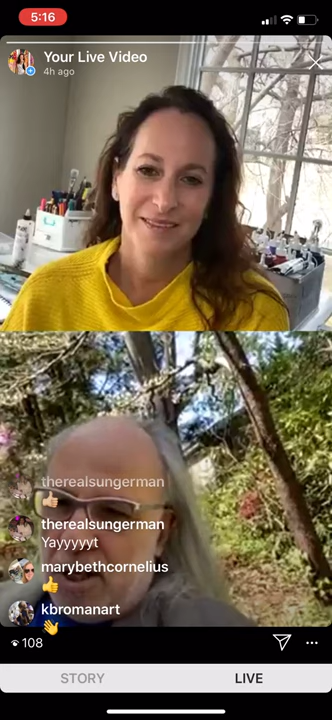 5:16
Your Live Video
4h ago
therealsungerman
👍🏼
therealsungerman
Yayyyyyt
marybethcornelius
👍
kbromanart
👋
108
STORY
LIVE